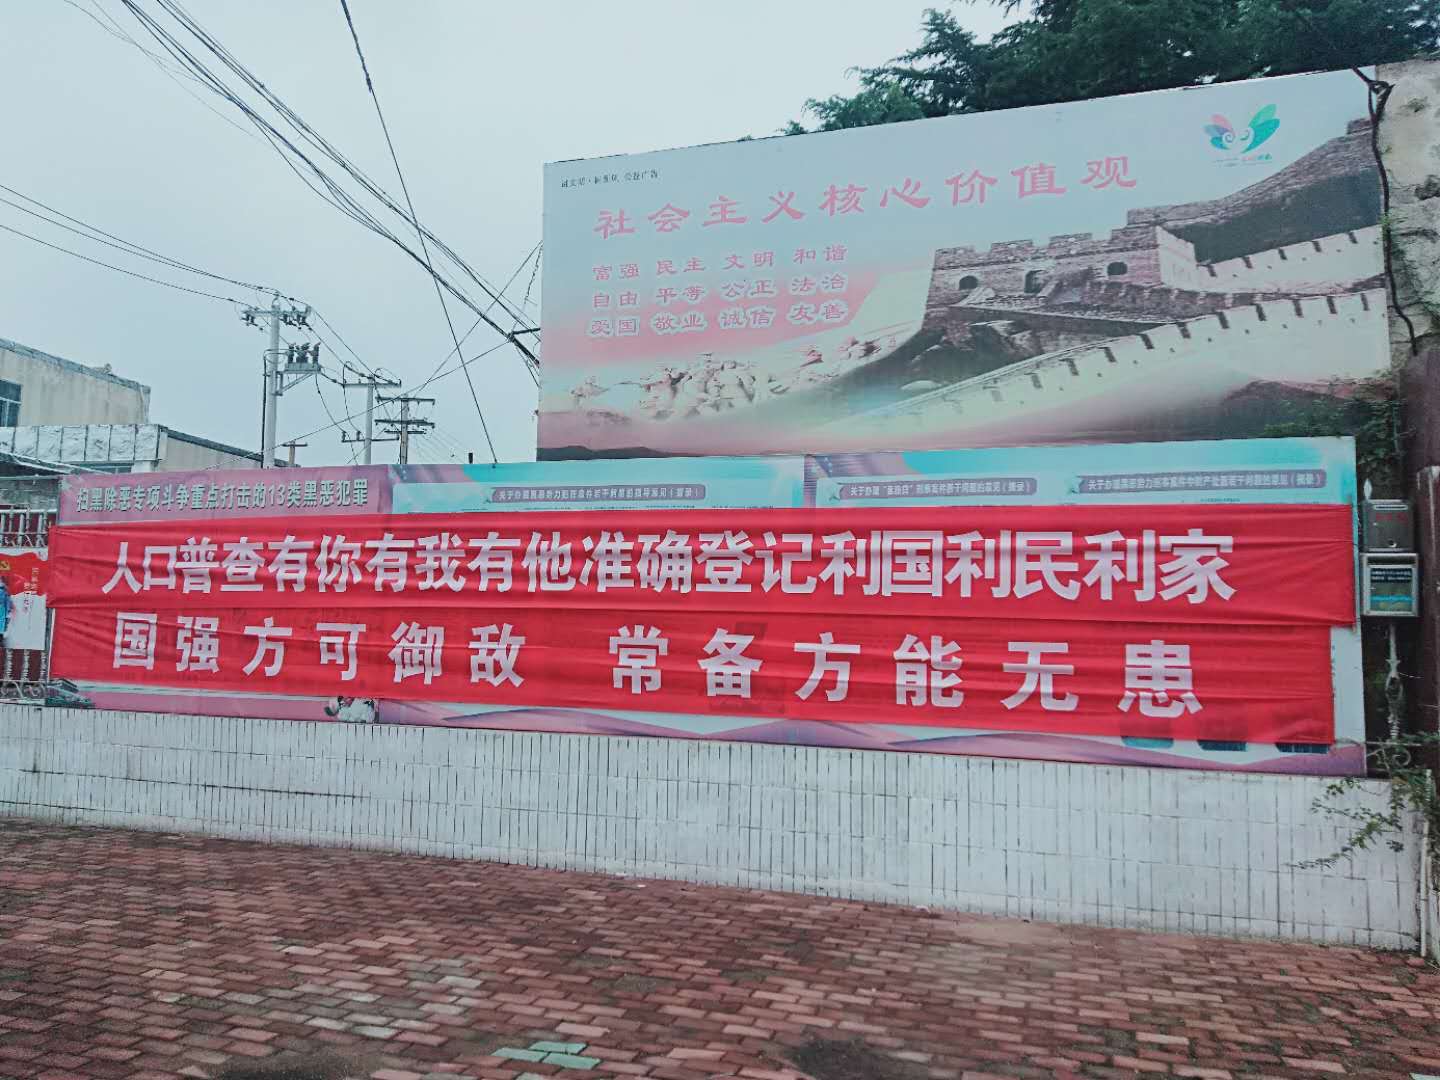 社会主义核心价值观
富强 民主 文明 和谐
自由 平等 公正 法治
爱国 敬业 诚信 友善
扫黑除恶专项斗争重点打击的13类黑恶犯罪
人口普查有你有我有他准确登记利国利民利家
国强方可御敌 常备方能无患